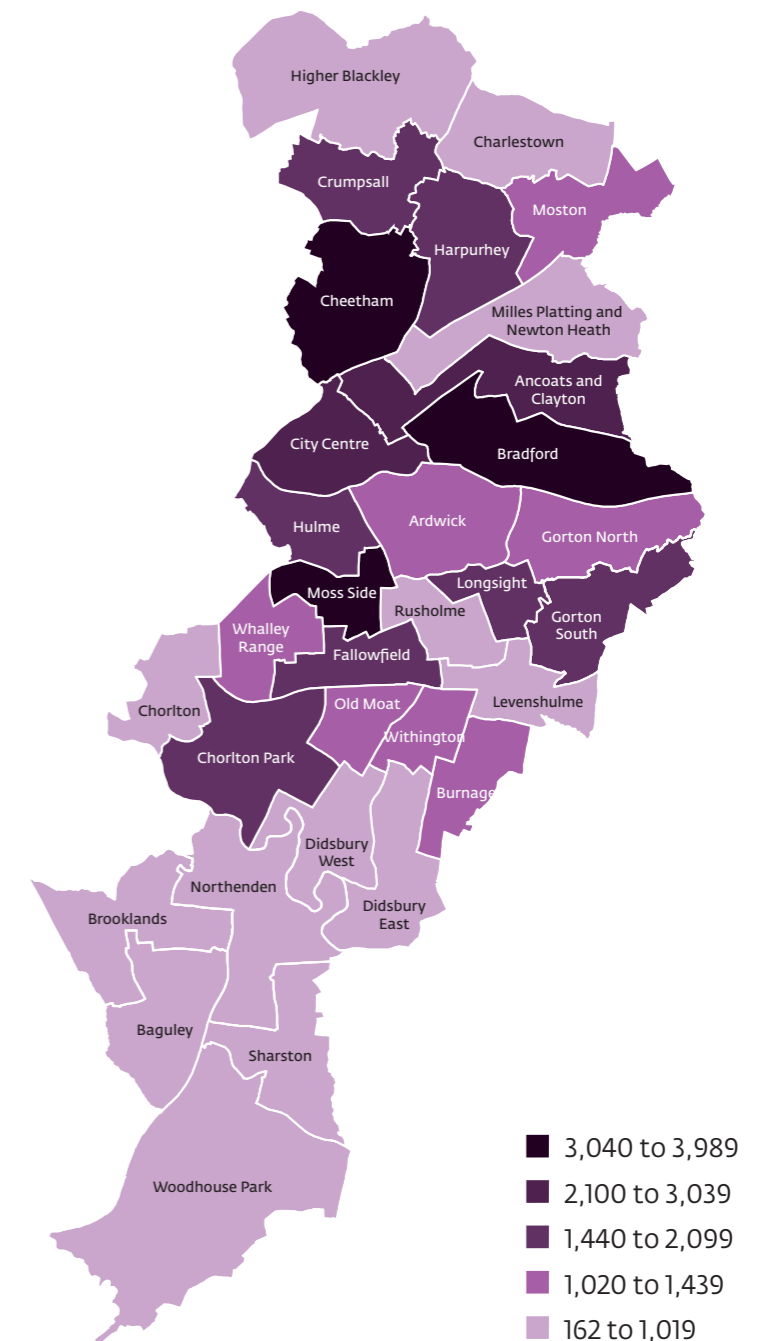 Higher Blackley
Charlestown
Crumpsall
Moston
Harpurhey
Cheetham
Milles Platting and
Newton Heath
Ancoats and
Clayton
City Centre
Bradford
Ardwick
Hulme
Gorton North
Longsight
Moss Side
Rusholme
Gorton
South
Whalley
Range
Fallowfield
Levenshulme
Old Moat
Chorlton
Withington
Chorlton Park
Burnage
Didsbury
West
Northenden
Didsbury
East
Brooklands
Baguley
Sharston
Woodhouse Park
3,040 to 3,989
2,100 to 3,039
1,440 to 2,099
1,020 to 1,439
162 to 1,019